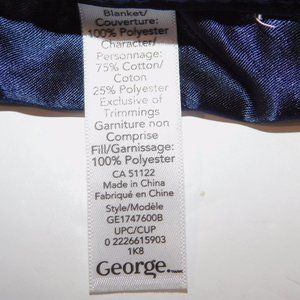 Blanket/
Couverture:
100% Polyester
Character/
Personnage:
75% Cotton/
Coton
25% Polyester
Exclusive of
Trimmings
Garniture non
Comprise
Fill/Garnissage:
100% Polyester
CA 51122
Made in China
Fabriqué en Chine
Style/Modèle
GE1747600B
UPC/CUP
0 2226615903
1K8
George.